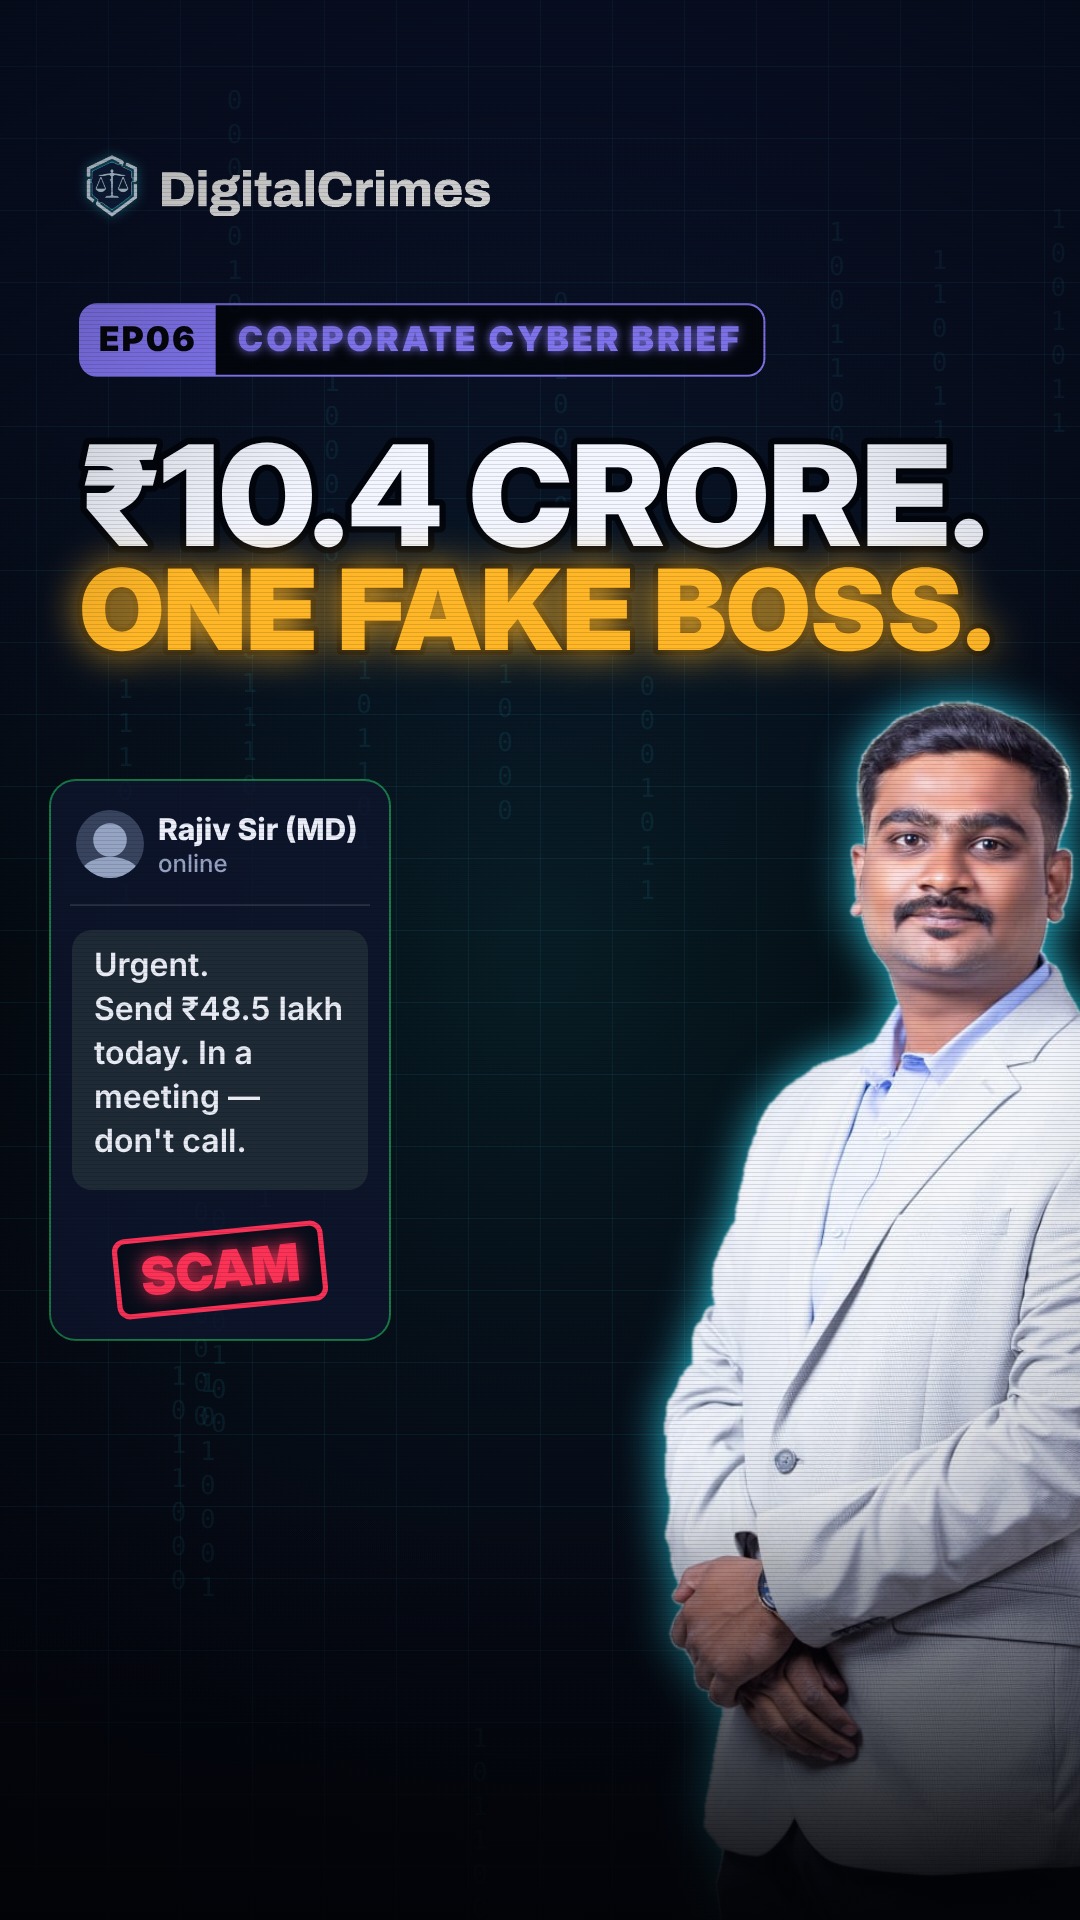 DigitalCrimes
EP06 CORPORATE CYBER BRIEF
₹10.4 CRORE.
ONE FAKE BOSS.
Rajiv Sir (MD)
online
Urgent.
Send ₹48.5 lakh
today. In a
meeting —
don't call.
SCAM